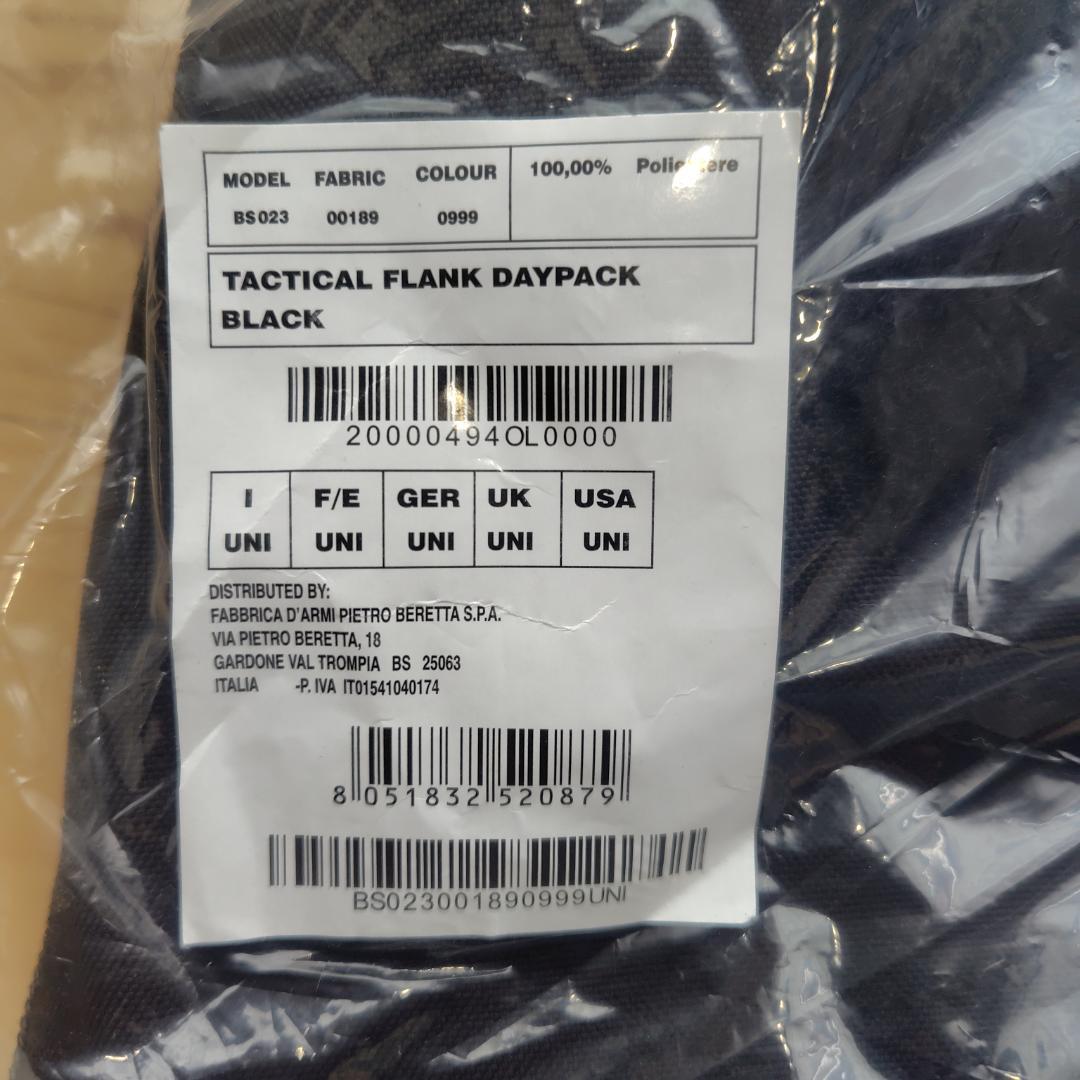 MODEL FABRIC COLOUR
BS023 00189 0999
100,00%
TACTICAL FLANK DAYPACK
BLACK
20000494OL0000
I F/E GER UK USA
UNI UNI UNI UNI UNI
DISTRIBUTED BY:
FABBRICA D'ARMI PIETRO BERETTA S.P.A.
VIA PIETRO BERETTA, 18
GARDONE VAL TROMPIA BS 25063
ITALIA -P. IVA IT01541040174
8 051832 520879
BS023001890999UNI